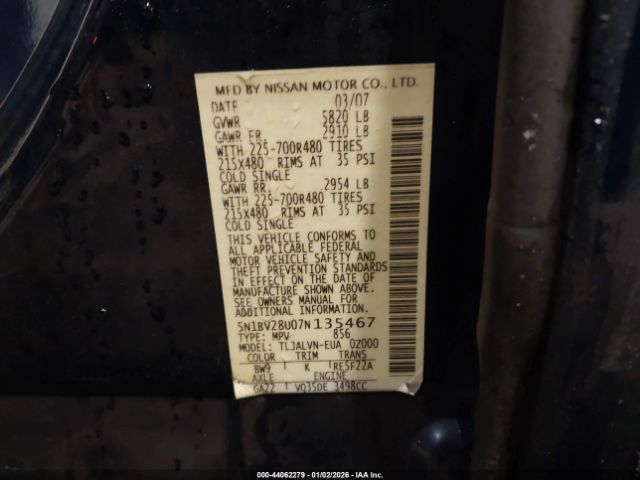 MFD BY NISSAN MOTOR CO., LTD.
DATE 03/07
GVWR 5820 LB
GAWR FR 2910 LB
WITH 225-700R480 TIRES
215X480 RIMS AT 35 PSI
COLD SINGLE
GAWR RR 2954 LB
WITH 225-700R480 TIRES
215X480 RIMS AT 35 PSI
COLD SINGLE
THIS VEHICLE CONFORMS TO
ALL APPLICABLE FEDERAL
MOTOR VEHICLE SAFETY AND
THEFT PREVENTION STANDARDS
IN EFFECT ON THE DATE OF
MANUFACTURE SHOWN ABOVE.
SEE OWNERS MANUAL FOR
ADDITIONAL INFORMATION
5N1BV28U07N135467
TYPE: MPV 856
MODEL: TLJALVN-EUA 0Z000
COLOR TRIM TRANS
BW9 K RE5F22A
AXLE ENGINE
GA22 VQ35DE 3498CC
000-44062279 | 01/02/2026 | IAA Inc.